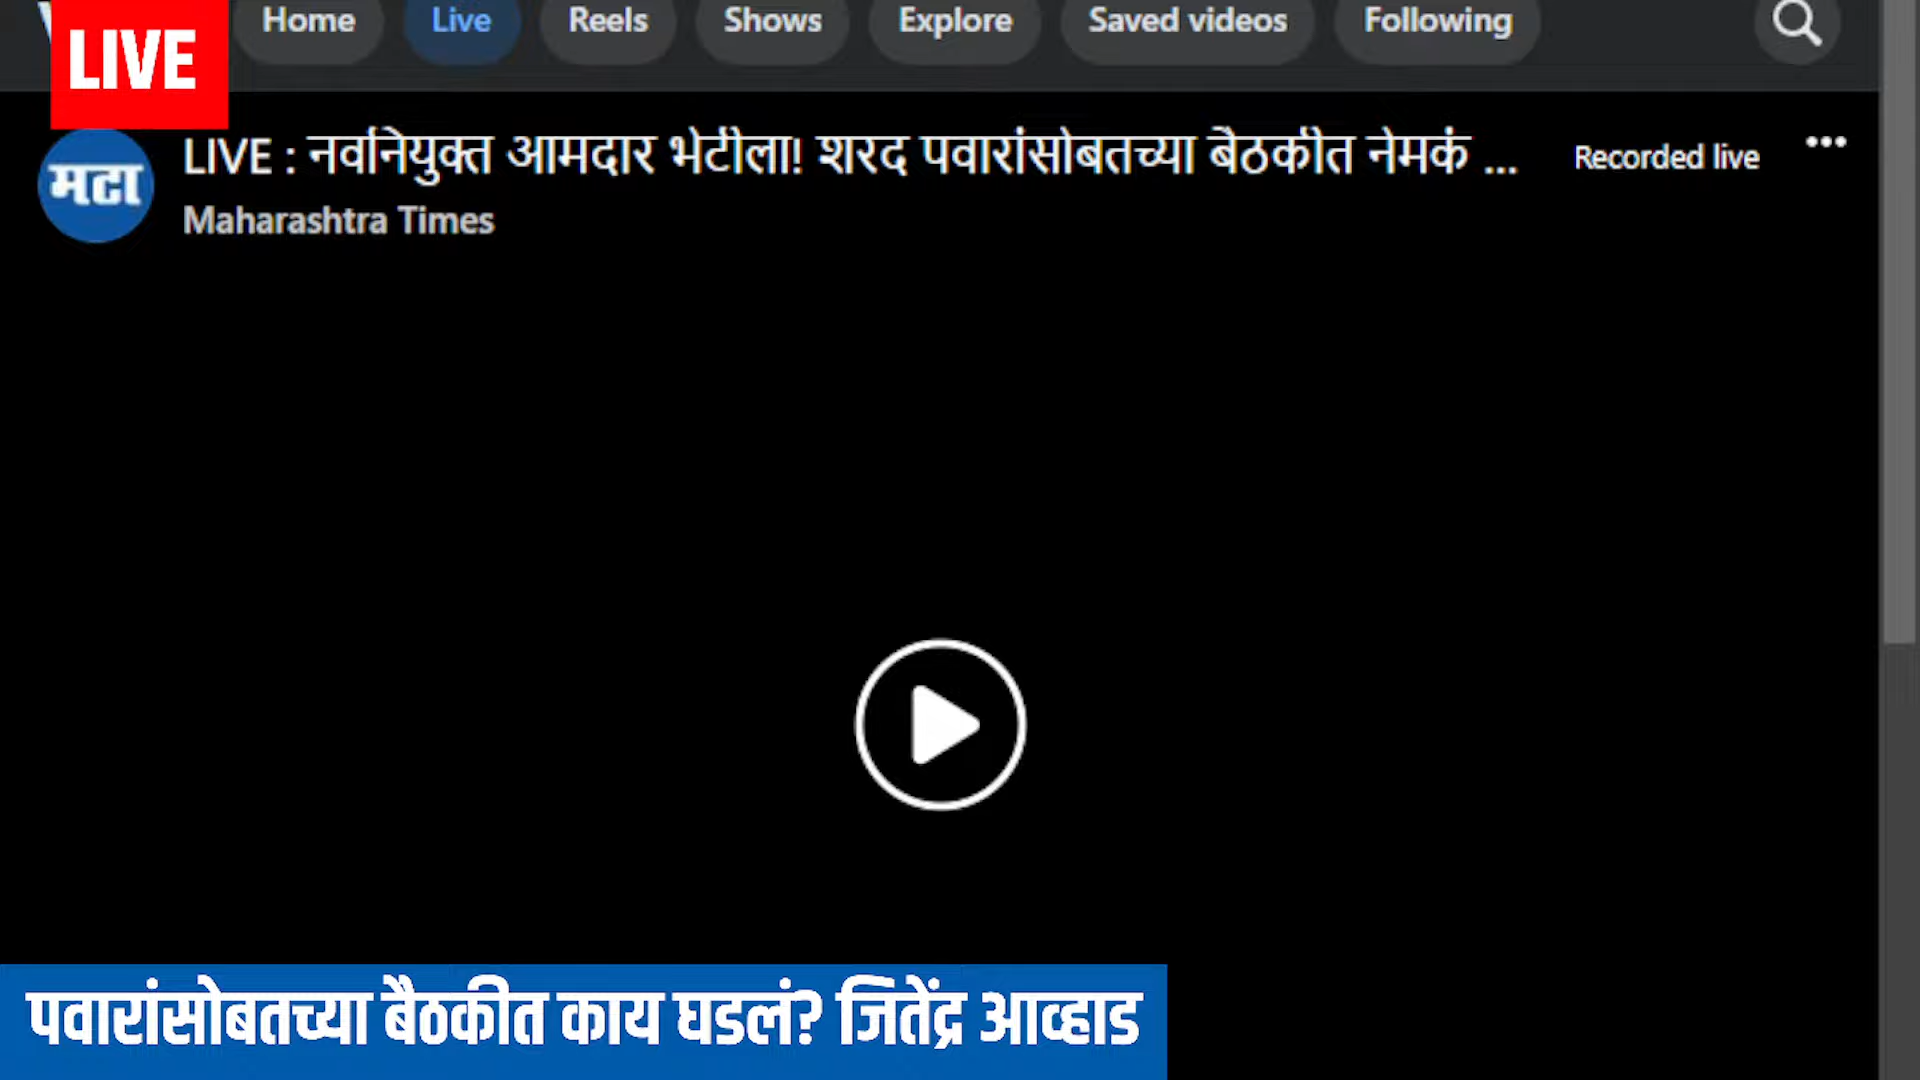 Home Live Reels Shows Explore Saved videos Following
LIVE
मटा
LIVE : नवनियुक्त आमदार भेटीला! शरद पवारांसोबतच्या बैठकीत नेमकं ...
Recorded live
Maharashtra Times
पवारांसोबतच्या बैठकीत काय घडलं? जितेंद्र आव्हाड